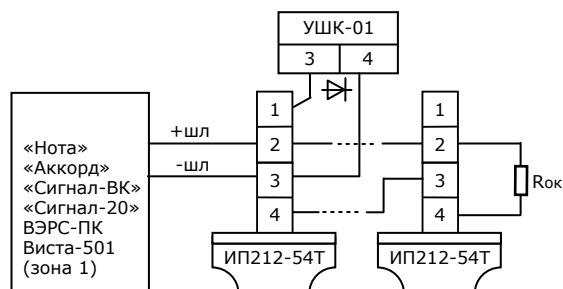 УШК-01
3 4
1
2
3
4
+шл
-шл
«Нота»
«Аккорд»
«Сигнал-ВК»
«Сигнал-20»
ВЭРС-ПК
Виста-501
(зона 1)
ИП212-54Т
1
2
3
4
Rок
ИП212-54Т